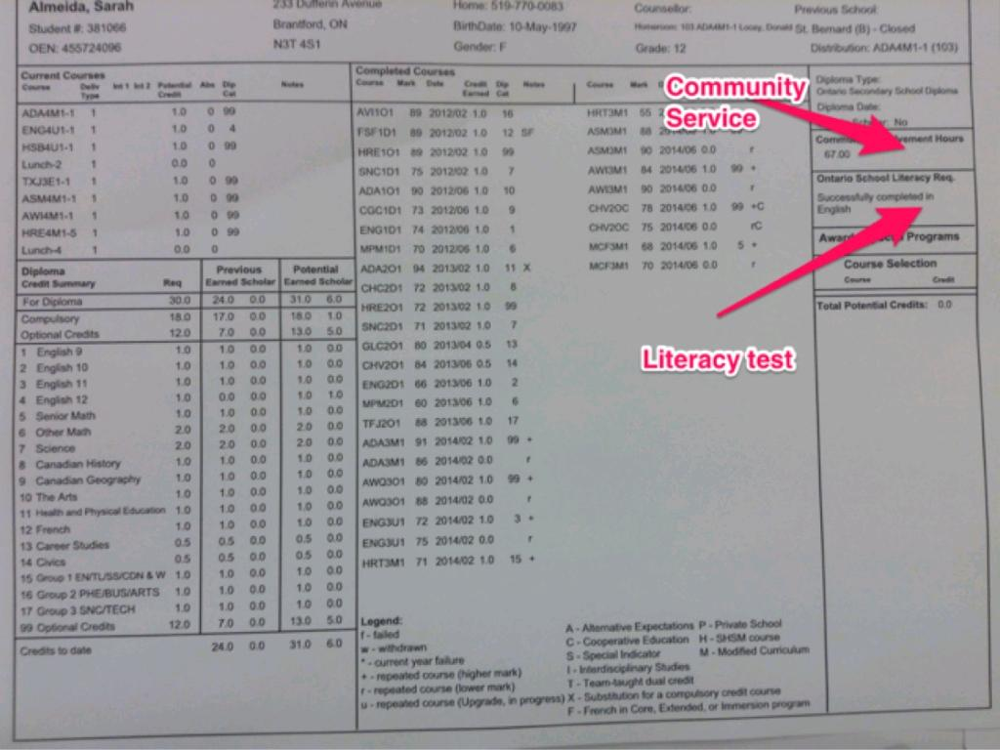 Almeida, Sarah
Student #: 381066
OEN: 455724096
233 Dufferin Avenue
Brantford, ON
N3T 4S1
Home: 519-770-0083
BirthDate: 10-May-1997
Gender: F
Counsellor:
Homeroom: 103 ADA4M1-1 Locey, Donald
Grade: 12
Previous School:
St. Bernard (B) - Closed
Distribution: ADA4M1-1 (103)
Current Courses
Course Deliv Type Int 1 Int 2 Potential Credit Abs Dip Cat Notes
ADA4M1-1 1 1.0 0 99
ENG4U1-1 1 1.0 0 4
HSB4U1-1 1 1.0 0 99
Lunch-2 1 0.0 0
TXJ3E1-1 1 1.0 0 99
ASM4M1-1 1 1.0 0 99
AWI4M1-1 1 1.0 0 99
HRE4M1-5 1 1.0 0 99
Lunch-4 1 0.0 0
Diploma
Credit Summary Req
Previous
Earned Scholar
Potential
Earned Scholar
For Diploma 30.0 24.0 0.0 31.0 6.0
Compulsory 18.0 17.0 0.0 18.0 1.0
Optional Credits 12.0 7.0 0.0 13.0 5.0
1 English 9 1.0 1.0 0.0 1.0 0.0
2 English 10 1.0 1.0 0.0 1.0 0.0
3 English 11 1.0 1.0 0.0 1.0 0.0
4 English 12 1.0 0.0 0.0 1.0 1.0
5 Senior Math 1.0 1.0 0.0 1.0 0.0
6 Other Math 2.0 2.0 0.0 2.0 0.0
7 Science 2.0 2.0 0.0 2.0 0.0
8 Canadian History 1.0 1.0 0.0 1.0 0.0
9 Canadian Geography 1.0 1.0 0.0 1.0 0.0
10 The Arts 1.0 1.0 0.0 1.0 0.0
11 Health and Physical Education 1.0 1.0 0.0 1.0 0.0
12 French 1.0 1.0 0.0 1.0 0.0
13 Career Studies 0.5 0.5 0.0 0.5 0.0
14 Civics 0.5 0.5 0.0 0.5 0.0
15 Group 1 EN/TL/SS/CDN & W 1.0 1.0 0.0 1.0 0.0
16 Group 2 PHE/BUS/ARTS 1.0 1.0 0.0 1.0 0.0
17 Group 3 SNC/TECH 1.0 1.0 0.0 1.0 0.0
99 Optional Credits 12.0 7.0 0.0 13.0 5.0
Credits to date 24.0 0.0 31.0 6.0
Completed Courses
Course Mark Date Credit Earned Dip Cat Notes
AVI1O1 89 2012/02 1.0 16
FSF1D1 89 2012/02 1.0 12 SF
HRE1O1 89 2012/02 1.0 99
SNC1D1 75 2012/02 1.0 7
ADA1O1 90 2012/06 1.0 10
CGC1D1 73 2012/06 1.0 9
ENG1D1 74 2012/06 1.0 1
MPM1D1 70 2012/06 1.0 6
ADA2O1 94 2013/02 1.0 11 X
CHC2D1 72 2013/02 1.0 8
HRE2O1 72 2013/02 1.0 99
SNC2D1 71 2013/02 1.0 7
GLC2O1 80 2013/04 0.5 13
CHV2O1 84 2013/06 0.5 14
ENG2D1 66 2013/06 1.0 2
MPM2D1 60 2013/06 1.0 6
TFJ2O1 88 2013/06 1.0 17
ADA3M1 91 2014/02 1.0 99 +
ADA3M1 86 2014/02 0.0 r
AWQ3O1 80 2014/02 1.0 99 +
AWQ3O1 88 2014/02 0.0 r
ENG3U1 72 2014/02 1.0 3 +
ENG3U1 75 2014/02 0.0 r
HRT3M1 71 2014/02 1.0 15 +
Course Mark
HRT3M1 55
ASM3M1 88
ASM3M1 90 2014/06 0.0 r
AWI3M1 84 2014/06 1.0 99 +
AWI3M1 90 2014/06 0.0 r
CHV2OC 78 2014/06 1.0 99 +C
CHV2OC 75 2014/06 0.0 rC
MCF3M1 68 2014/06 1.0 5 +
MCF3M1 70 2014/06 0.0 r
Community
Service
Literacy test
Diploma Type:
Ontario Secondary School Diploma
Diploma Date:
No
Hours
67.00
Ontario School Literacy Req.
Successfully completed in
English
Programs
Course Selection
Course Credit
Total Potential Credits: 0.0
Legend:
f - failed
w - withdrawn
* - current year failure
+ - repeated course (higher mark)
r - repeated course (lower mark)
u - repeated course (Upgrade, in progress)
A - Alternative Expectations
C - Cooperative Education
S - Special Indicator
I - Interdisciplinary Studies
T - Team-taught dual credit
X - Substitution for a compulsory credit course
F - French in Core, Extended, or Immersion program
P - Private School
H - SHSM course
M - Modified Curriculum